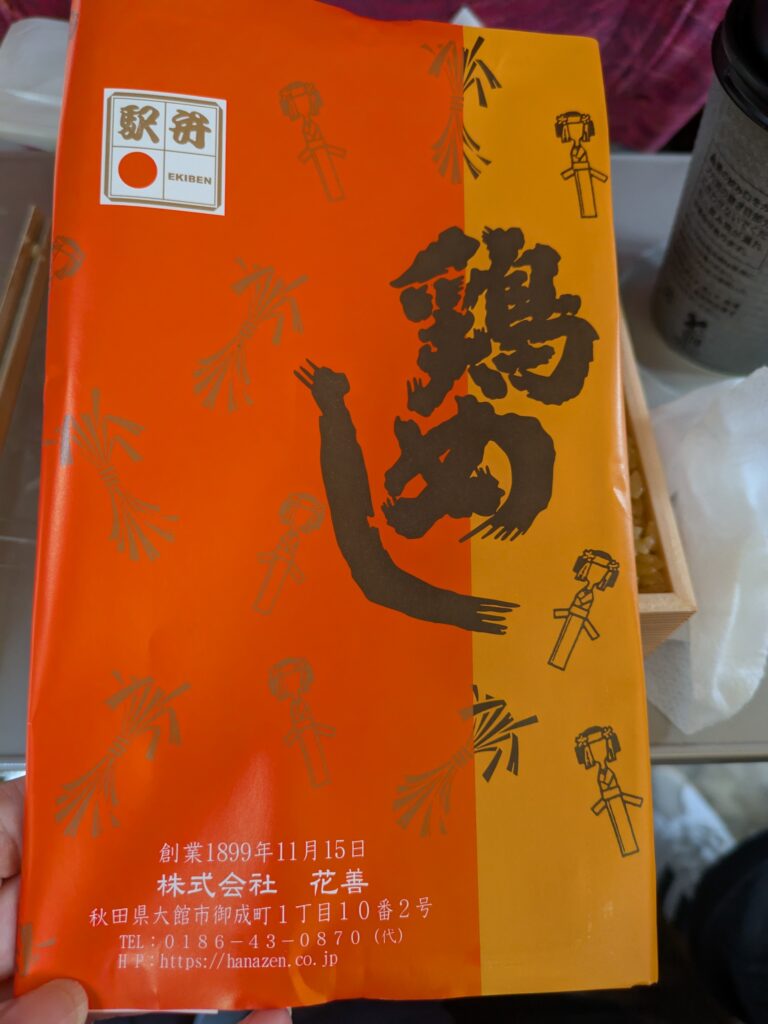 駅弁
EKIBEN
鶏めし
創業1899年11月15日
株式会社 花善
秋田県大館市御成町1丁目10番2号
TEL:0186-43-0870(代)
HP:https://hanazen.co.jp